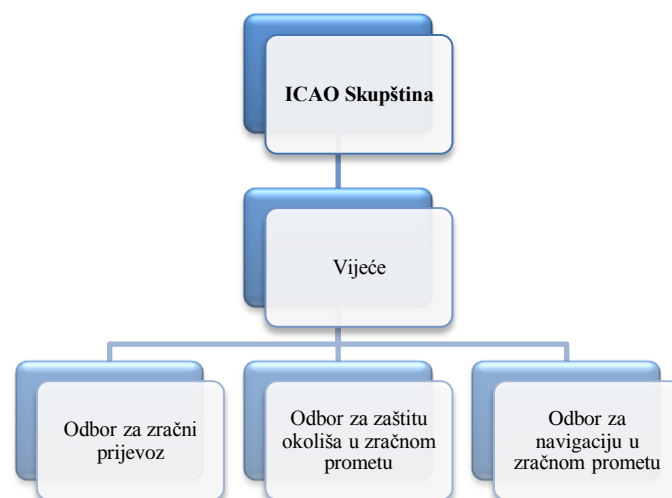 ICAO Skupština
Vijeće
Odbor za zračni
prijevoz
Odbor za zaštitu
okoliša u zračnom
prometu
Odbor za
navigaciju u
zračnom prometu